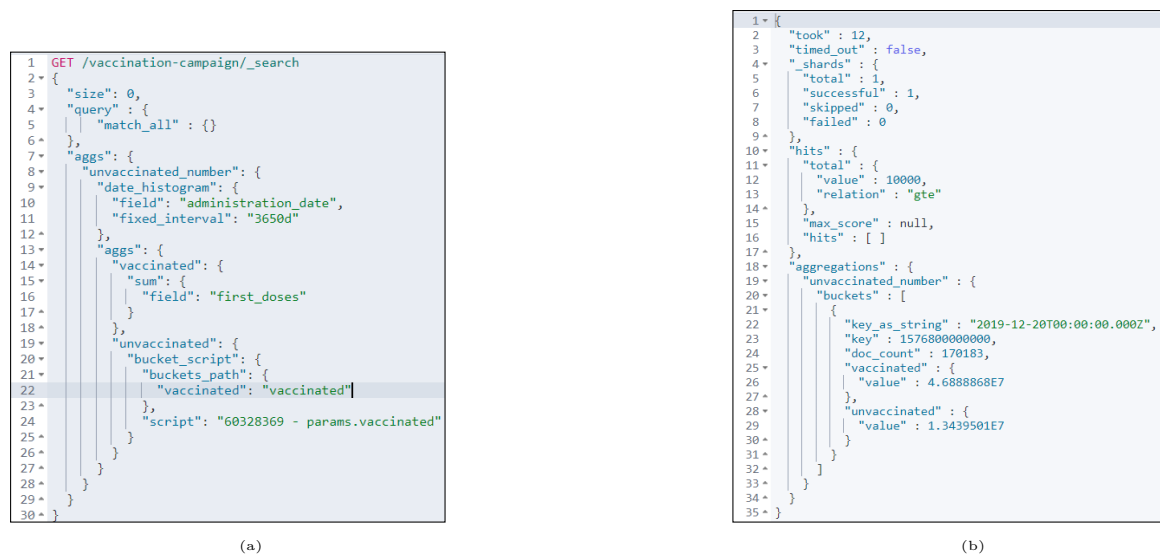 1 GET /vaccination-campaign/_search
2 {
3 "size": 0,
4 "query" : {
5 "match_all" : {}
6 },
7 "aggs": {
8 "unvaccinated_number": {
9 "date_histogram": {
10 "field": "administration_date",
11 "fixed_interval": "3650d"
12 },
13 "aggs": {
14 "vaccinated": {
15 "sum": {
16 "field": "first_doses"
17 }
18 },
19 "unvaccinated": {
20 "bucket_script": {
21 "buckets_path": {
22 "vaccinated": "vaccinated"
23 },
24 "script": "60328369 - params.vaccinated"
25 }
26 }
27 }
28 }
29 }
30 }
(a)
1 {
2 "took" : 12,
3 "timed_out" : false,
4 "_shards" : {
5 "total" : 1,
6 "successful" : 1,
7 "skipped" : 0,
8 "failed" : 0
9 },
10 "hits" : {
11 "total" : {
12 "value" : 10000,
13 "relation" : "gte"
14 },
15 "max_score" : null,
16 "hits" : [ ]
17 },
18 "aggregations" : {
19 "unvaccinated_number" : {
20 "buckets" : [
21 {
22 "key_as_string" : "2019-12-20T00:00:00.000Z",
23 "key" : 1576800000000,
24 "doc_count" : 170183,
25 "vaccinated" : {
26 "value" : 4.6888868E7
27 },
28 "unvaccinated" : {
29 "value" : 1.3439501E7
30 }
31 }
32 ]
33 }
34 }
35 }
(b)